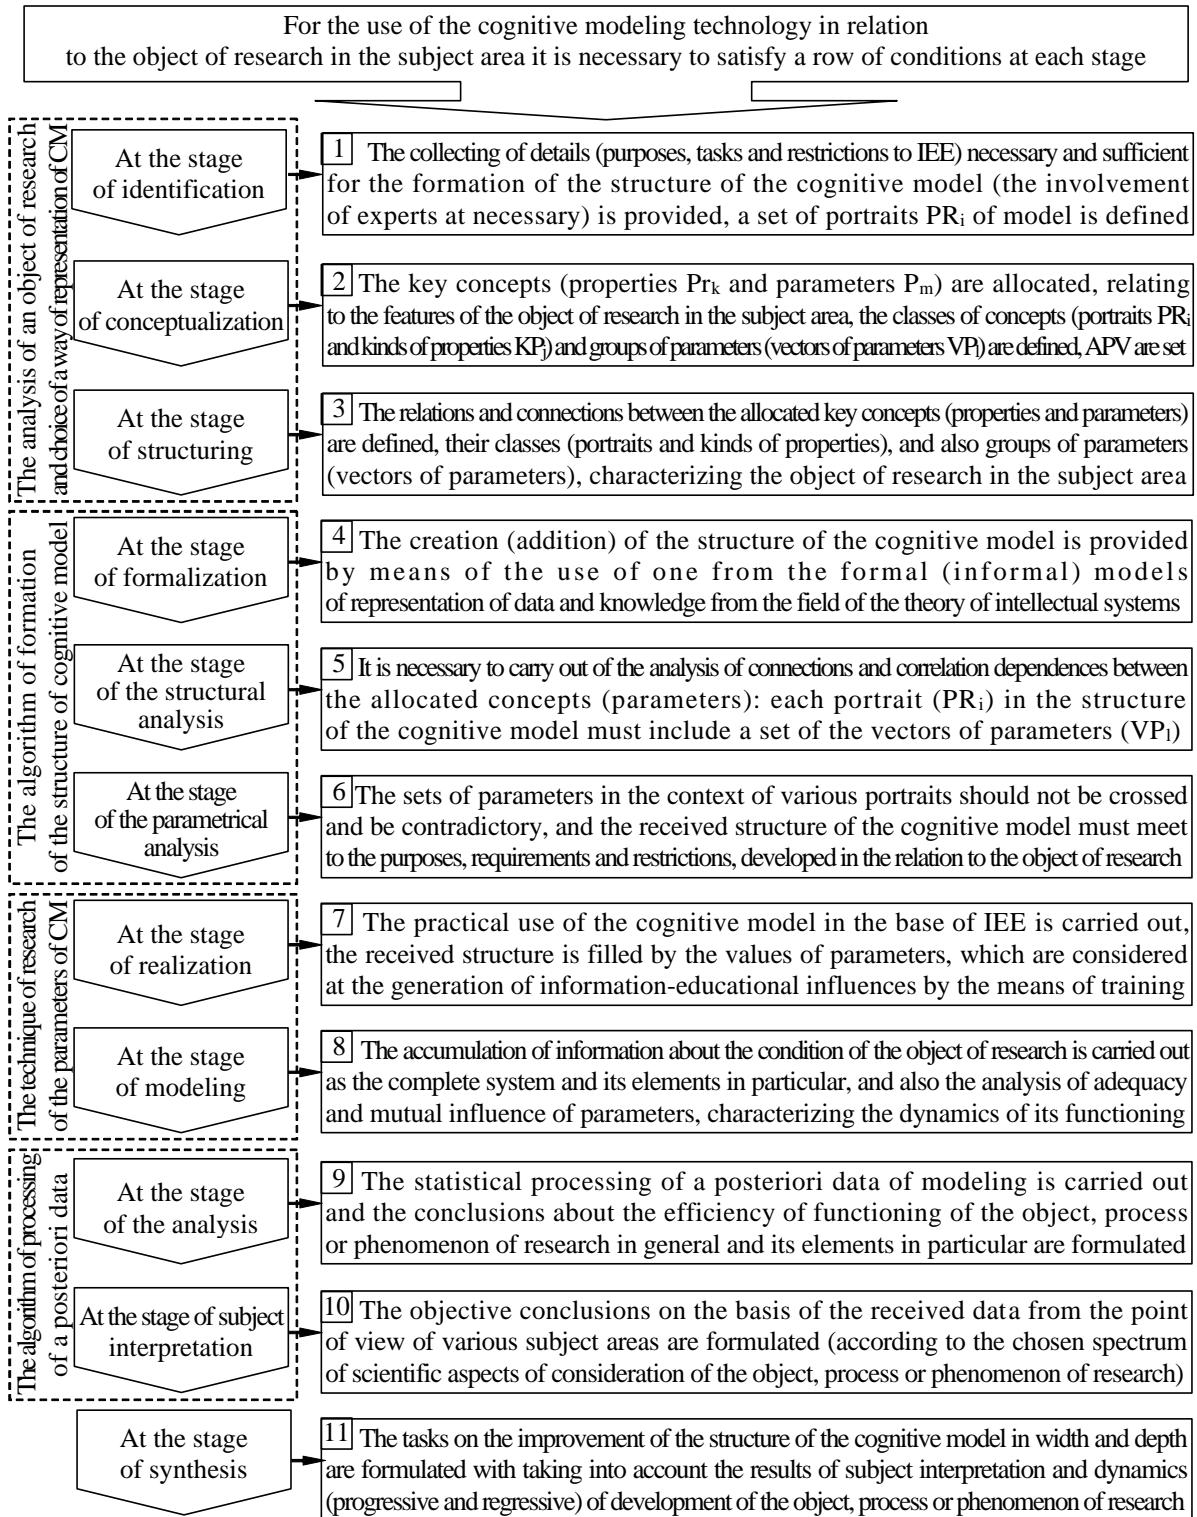 For the use of the cognitive modeling technology in relation
to the object of research in the subject area it is necessary to satisfy a row of conditions at each stage
The analysis of an object of research
and choice of a way of representation of CM
At the stage
of identification
1 The collecting of details (purposes, tasks and restrictions to IEE) necessary and sufficient
for the formation of the structure of the cognitive model (the involvement
of experts at necessary) is provided, a set of portraits PRi of model is defined
At the stage
of conceptualization
2 The key concepts (properties Prk and parameters Pm) are allocated, relating
to the features of the object of research in the subject area, the classes of concepts (portraits PRi
and kinds of properties KPj) and groups of parameters (vectors of parameters VPl) are defined, APV are set
At the stage
of structuring
3 The relations and connections between the allocated key concepts (properties and parameters)
are defined, their classes (portraits and kinds of properties), and also groups of parameters
(vectors of parameters), characterizing the object of research in the subject area
The algorithm of formation
of the structure of cognitive model
At the stage
of formalization
4 The creation (addition) of the structure of the cognitive model is provided
by means of the use of one from the formal (informal) models
of representation of data and knowledge from the field of the theory of intellectual systems
At the stage
of the structural
analysis
5 It is necessary to carry out of the analysis of connections and correlation dependences between
the allocated concepts (parameters): each portrait (PRi) in the structure
of the cognitive model must include a set of the vectors of parameters (VPl)
At the stage
of the parametrical
analysis
6 The sets of parameters in the context of various portraits should not be crossed
and be contradictory, and the received structure of the cognitive model must meet
to the purposes, requirements and restrictions, developed in the relation to the object of research
The technique of research
of the parameters of CM
At the stage
of realization
7 The practical use of the cognitive model in the base of IEE is carried out,
the received structure is filled by the values of parameters, which are considered
at the generation of information-educational influences by the means of training
At the stage
of modeling
8 The accumulation of information about the condition of the object of research is carried out
as the complete system and its elements in particular, and also the analysis of adequacy
and mutual influence of parameters, characterizing the dynamics of its functioning
The algorithm of processing
of a posteriori data
At the stage
of the analysis
9 The statistical processing of a posteriori data of modeling is carried out
and the conclusions about the efficiency of functioning of the object, process
or phenomenon of research in general and its elements in particular are formulated
At the stage of subject
interpretation
10 The objective conclusions on the basis of the received data from the point
of view of various subject areas are formulated (according to the chosen spectrum
of scientific aspects of consideration of the object, process or phenomenon of research)
At the stage
of synthesis
11 The tasks on the improvement of the structure of the cognitive model in width and depth
are formulated with taking into account the results of subject interpretation and dynamics
(progressive and regressive) of development of the object, process or phenomenon of research